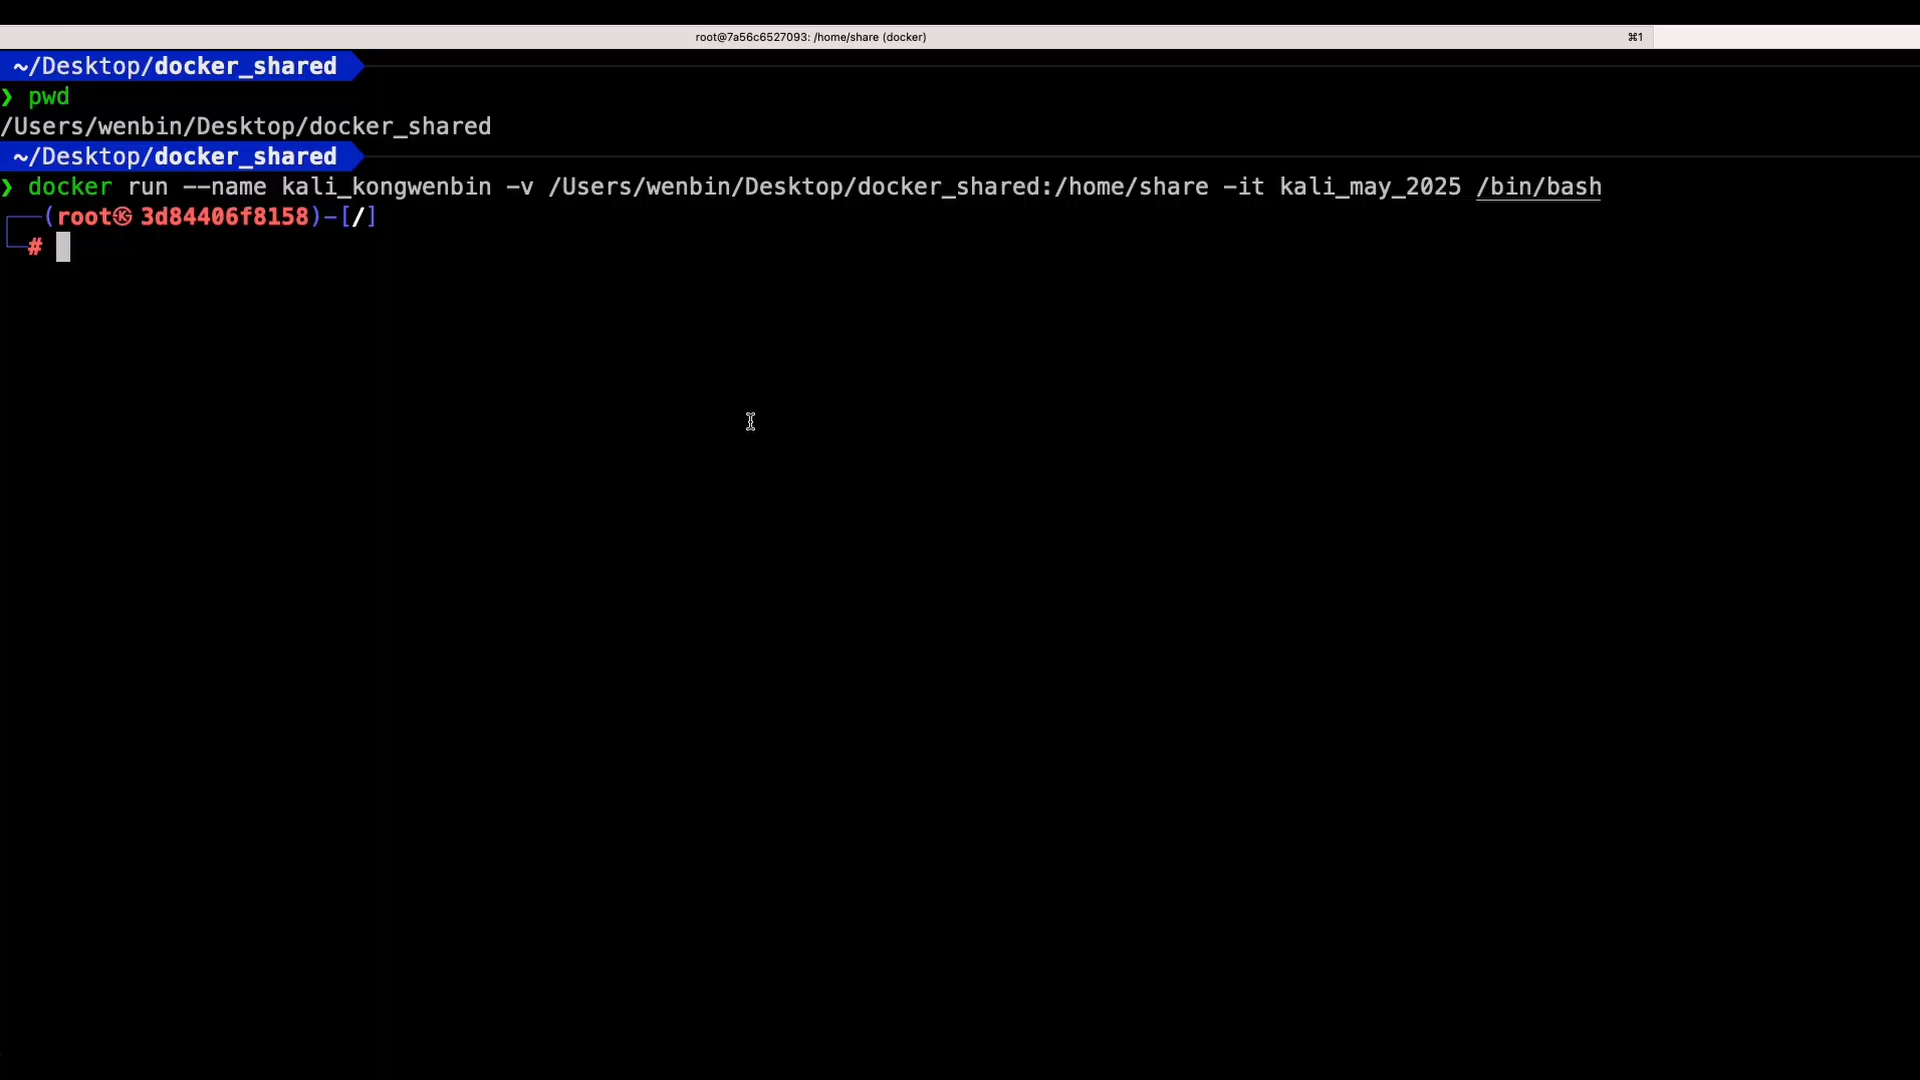 root@7a56c6527093: /home/share (docker) ⌘1
~/Desktop/docker_shared
❯ pwd
/Users/wenbin/Desktop/docker_shared
~/Desktop/docker_shared
❯ docker run --name kali_kongwenbin -v /Users/wenbin/Desktop/docker_shared:/home/share -it kali_may_2025 /bin/bash
┌──(root㉿3d84406f8158)-[/]
└─#